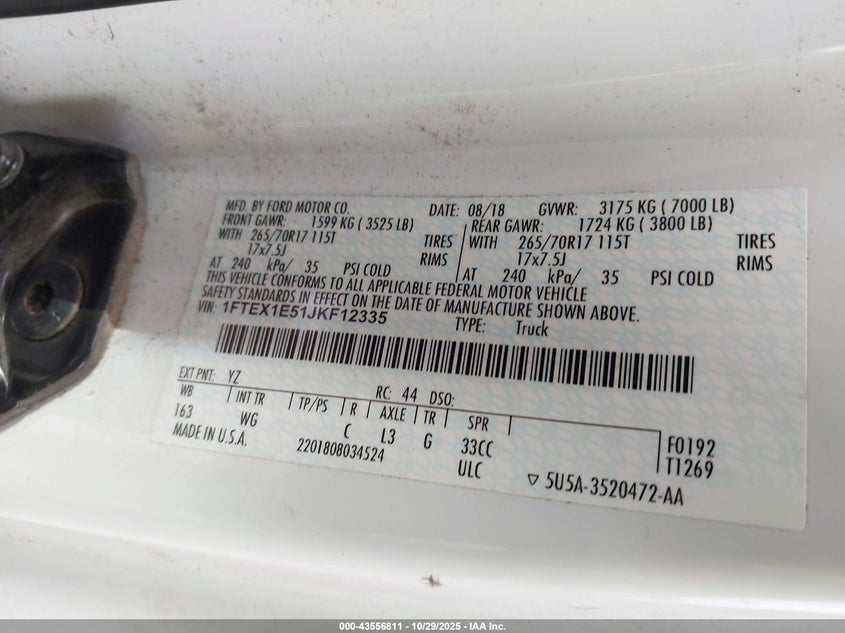 MFD. BY FORD MOTOR CO. DATE: 08/18 GVWR: 3175 KG ( 7000 LB)
FRONT GAWR: 1599 KG ( 3525 LB) REAR GAWR: 1724 KG ( 3800 LB)
WITH 265/70R17 115T TIRES WITH 265/70R17 115T TIRES
17x7.5J RIMS 17x7.5J RIMS
AT 240 kPa/ 35 PSI COLD AT 240 kPa/ 35 PSI COLD
THIS VEHICLE CONFORMS TO ALL APPLICABLE FEDERAL MOTOR VEHICLE
SAFETY STANDARDS IN EFFECT ON THE DATE OF MANUFACTURE SHOWN ABOVE.
VIN: 1FTEX1E51JKF12335 TYPE: Truck
EXT PNT: YZ RC: 44 DSO:
WB INT TR TP/PS R AXLE TR SPR
163 WG C L3 G 33CC F0192
MADE IN U.S.A. 2201808034524 ULC T1269
▽ 5U5A-3520472-AA
000-43556811 - 10/29/2025 - IAA Inc.